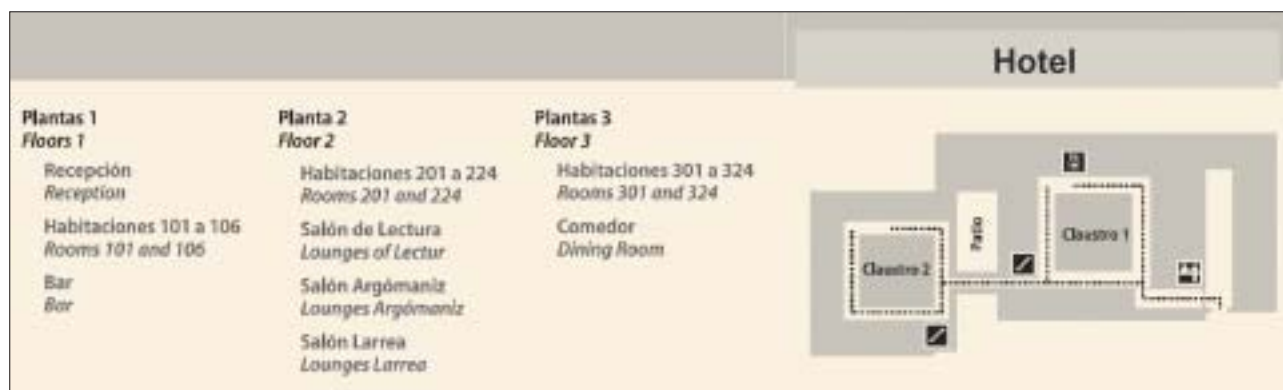 Hotel
Plantas 1
Floors 1
Recepción
Reception
Habitaciones 101 a 106
Rooms 101 and 106
Bar
Bar
Planta 2
Floor 2
Habitaciones 201 a 224
Rooms 201 and 224
Salón de Lectura
Lounges of Lectur
Salón Argómaniz
Lounges Argómaniz
Salón Larrea
Lounges Larrea
Plantas 3
Floor 3
Habitaciones 301 a 324
Rooms 301 and 324
Comedor
Dining Room
Patio
Claustro 1
Claustro 2